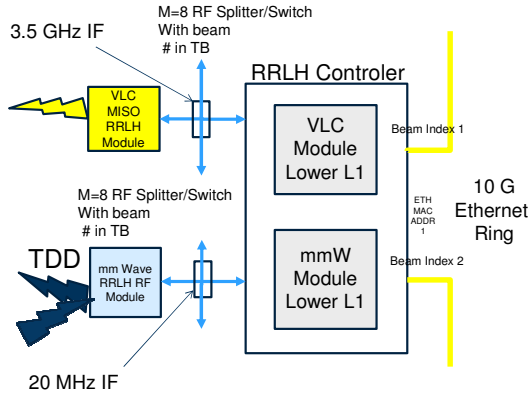 M=8 RF Splitter/Switch
With beam
# in TB
3.5 GHz IF
RRLH Controler
VLC
MISO
RRLH
Module
VLC
Module
Lower L1
Beam Index 1
M=8 RF Splitter/Switch
With beam
# in TB
ETH
MAC
ADDR
1
10 G
Ethernet
Ring
TDD
mm Wave
RRLH RF
Module
mmW
Module
Lower L1
Beam Index 2
20 MHz IF